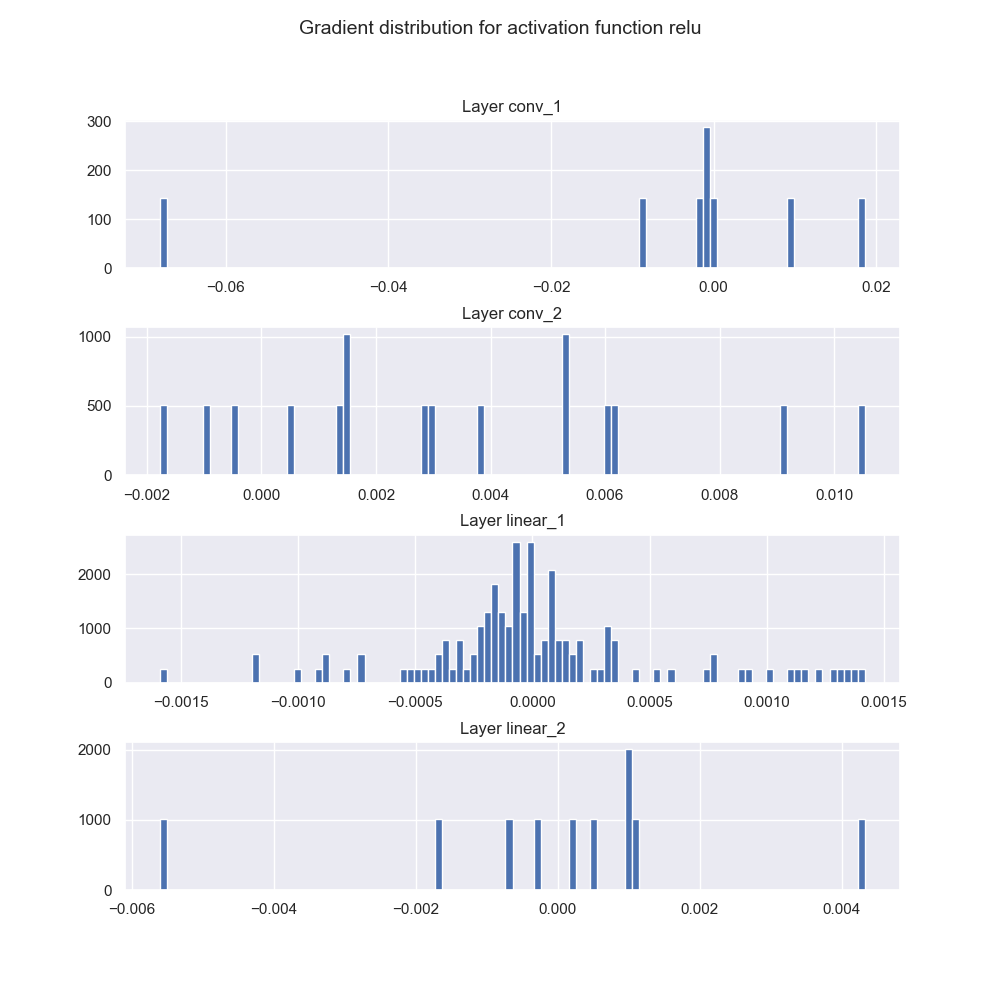 Gradient distribution for activation function relu
Layer conv_1
300
200
100
0
−0.06 −0.04 −0.02 0.00 0.02
Layer conv_2
1000
500
0
−0.002 0.000 0.002 0.004 0.006 0.008 0.010
Layer linear_1
2000
1000
0
−0.0015 −0.0010 −0.0005 0.0000 0.0005 0.0010 0.0015
Layer linear_2
2000
1000
0
−0.006 −0.004 −0.002 0.000 0.002 0.004